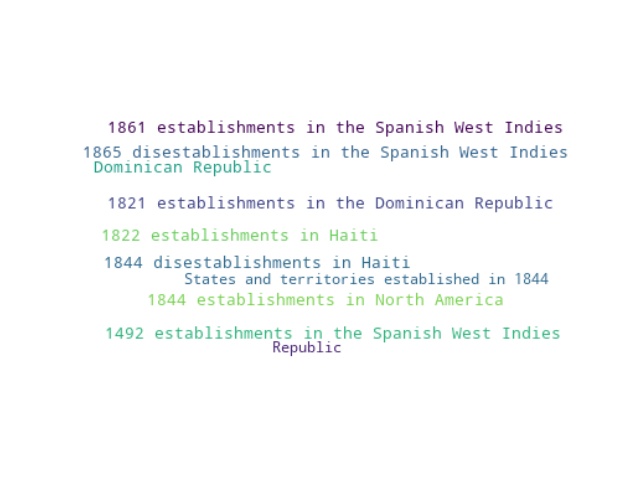 1861 establishments in the Spanish West Indies
1865 disestablishments in the Spanish West Indies
Dominican Republic
1821 establishments in the Dominican Republic
1822 establishments in Haiti
1844 disestablishments in Haiti
States and territories established in 1844
1844 establishments in North America
1492 establishments in the Spanish West Indies
Republic